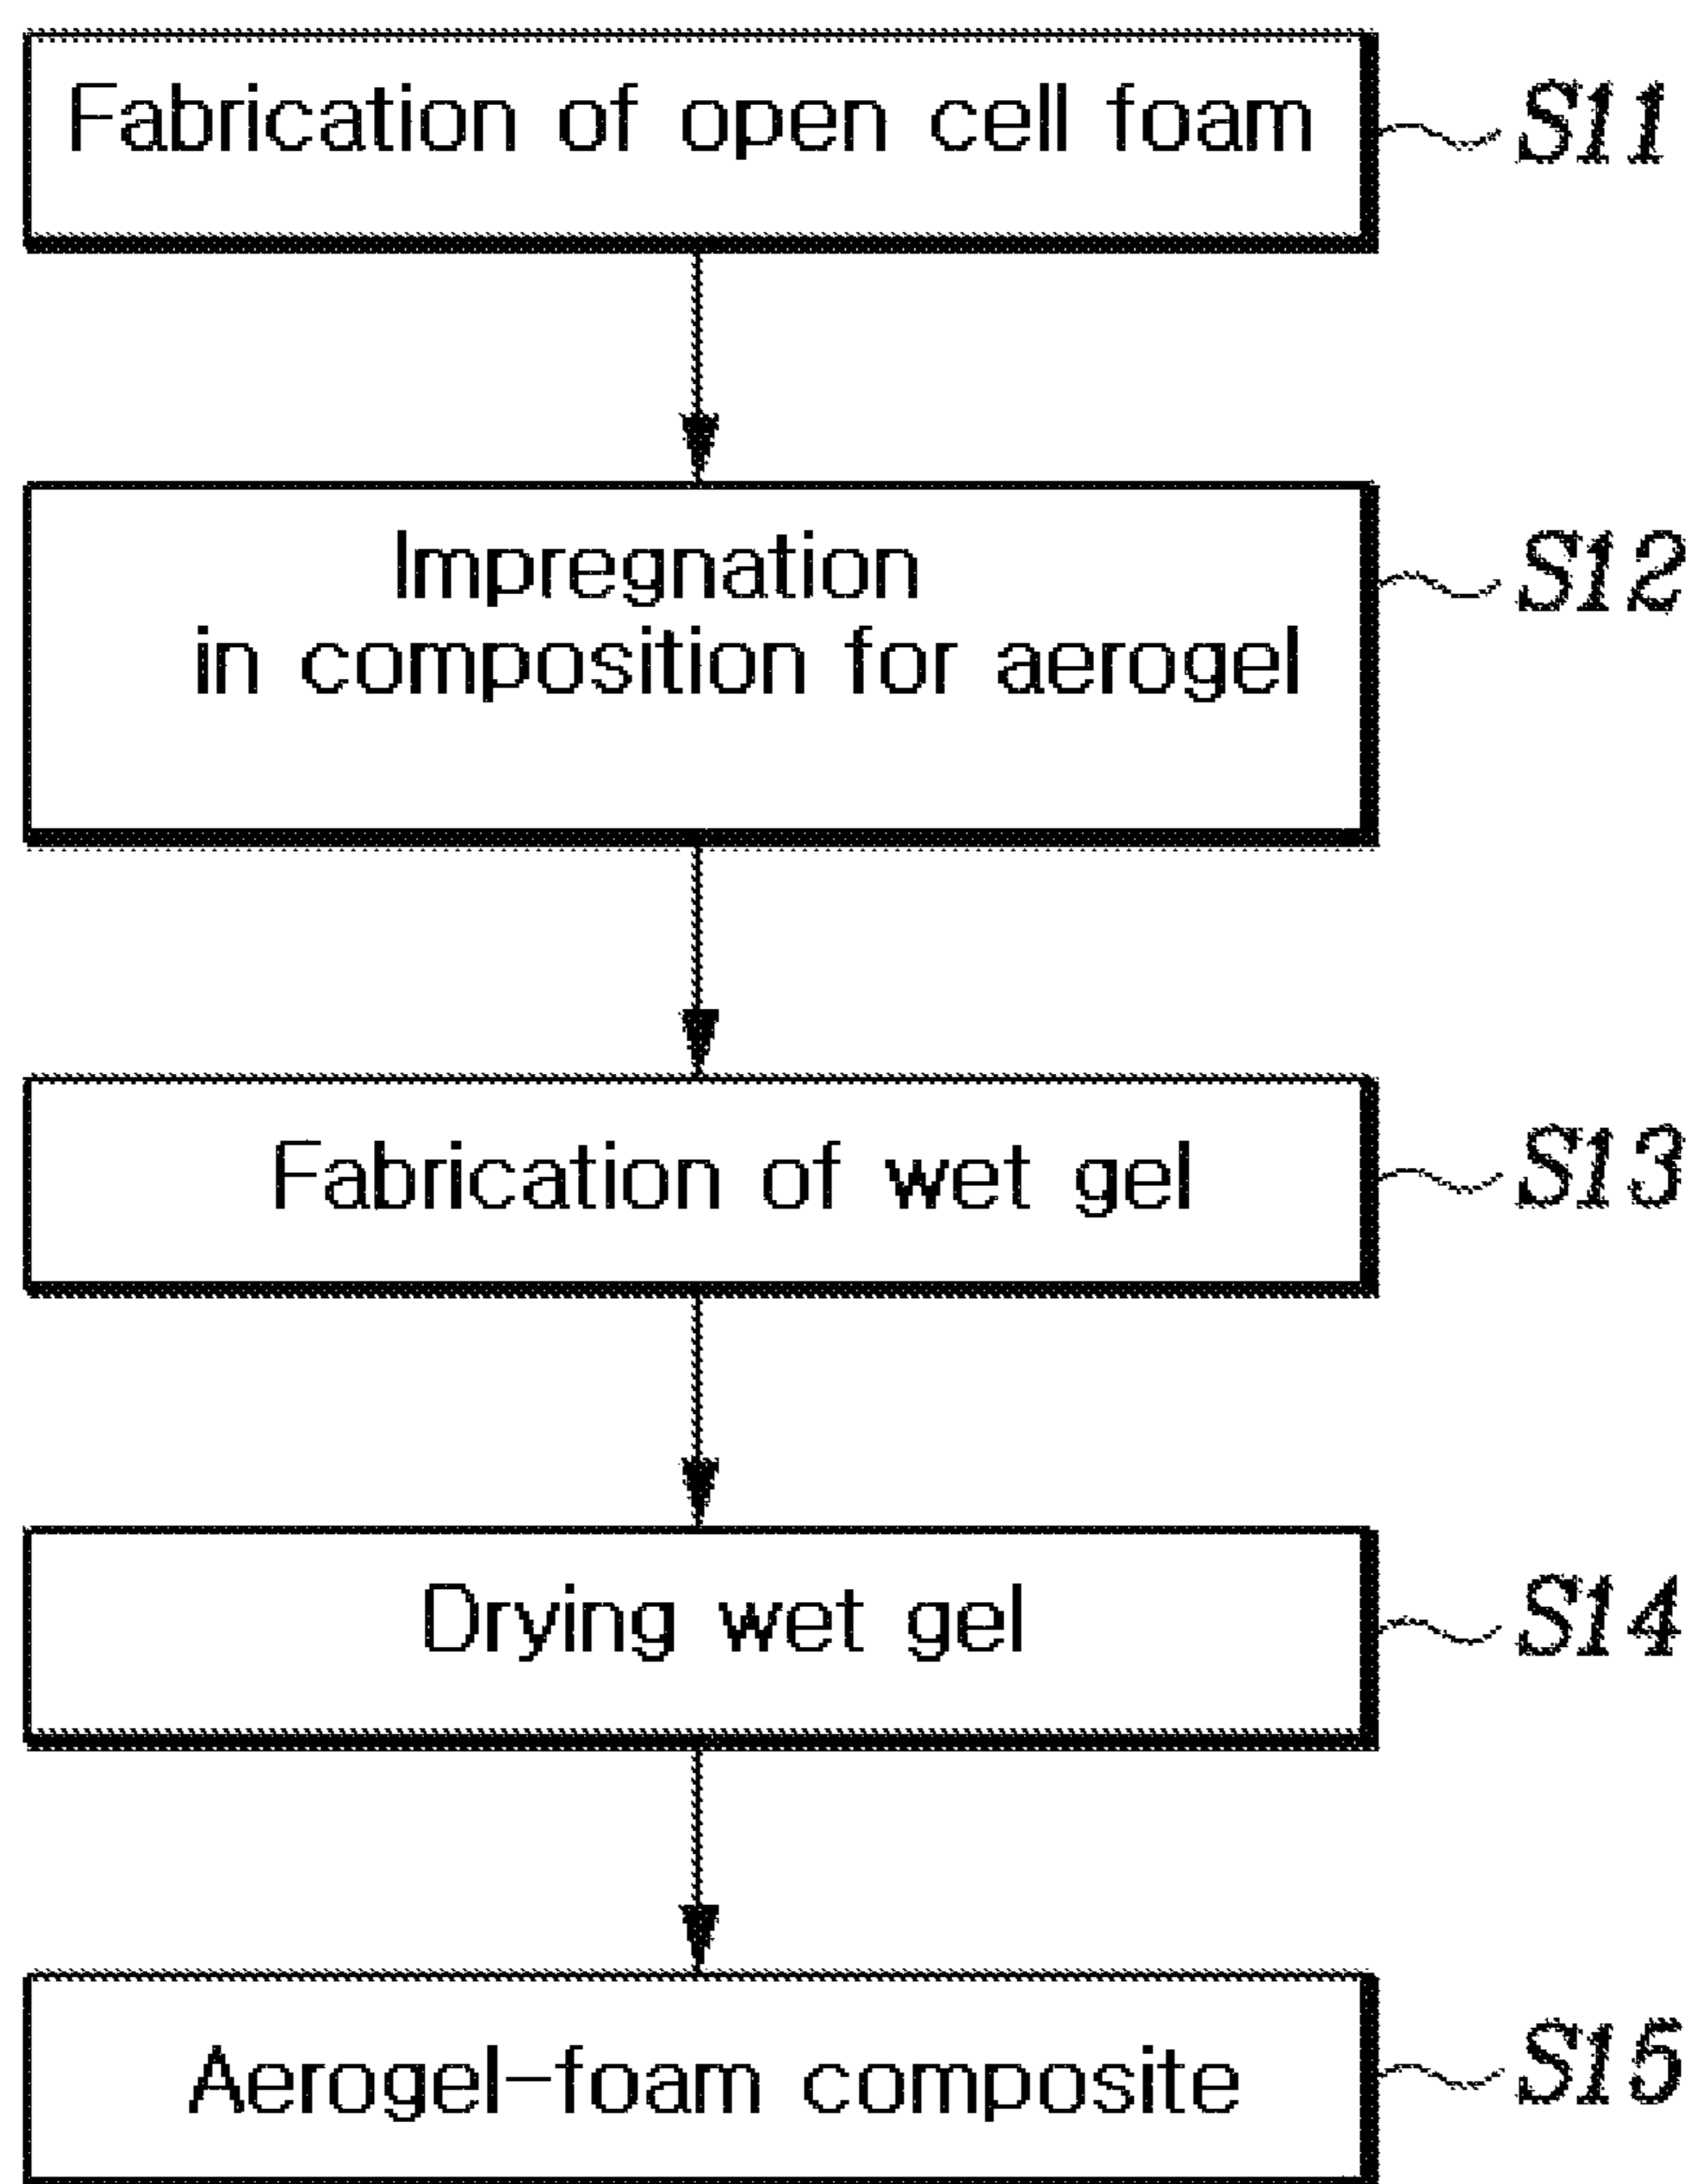 Fabrication of open cell foam
S11
Impregnation
in composition for aerogel
S12
Fabrication of wet gel
S13
Drying wet gel
S14
Aerogel-foam composite
S15